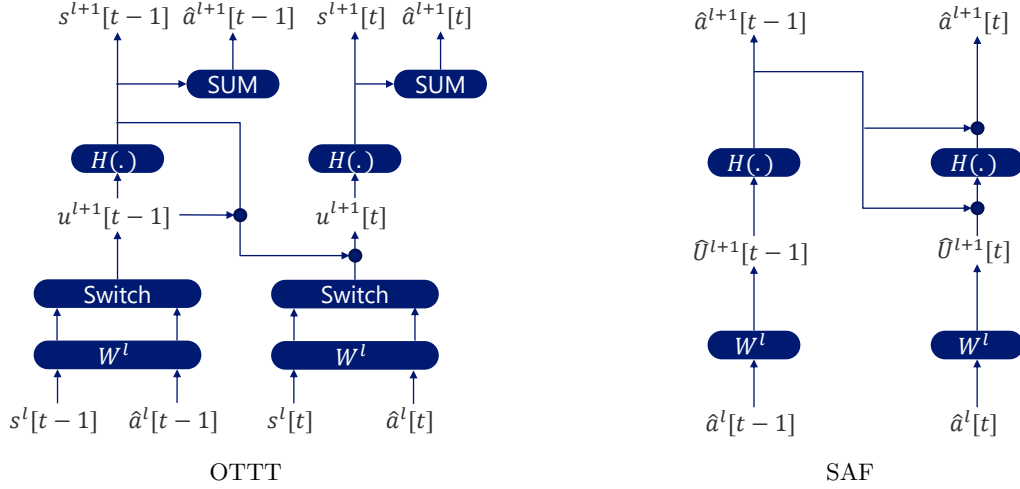 s^{l+1}[t − 1] â^{l+1}[t − 1] s^{l+1}[t] â^{l+1}[t] â^{l+1}[t − 1] â^{l+1}[t]
SUM SUM
H(.) H(.) H(.) H(.)
u^{l+1}[t − 1] u^{l+1}[t]
Û^{l+1}[t − 1] Û^{l+1}[t]
Switch Switch
W^l W^l W^l W^l
s^l[t − 1] â^l[t − 1] s^l[t] â^l[t] â^l[t − 1] â^l[t]
OTTT SAF